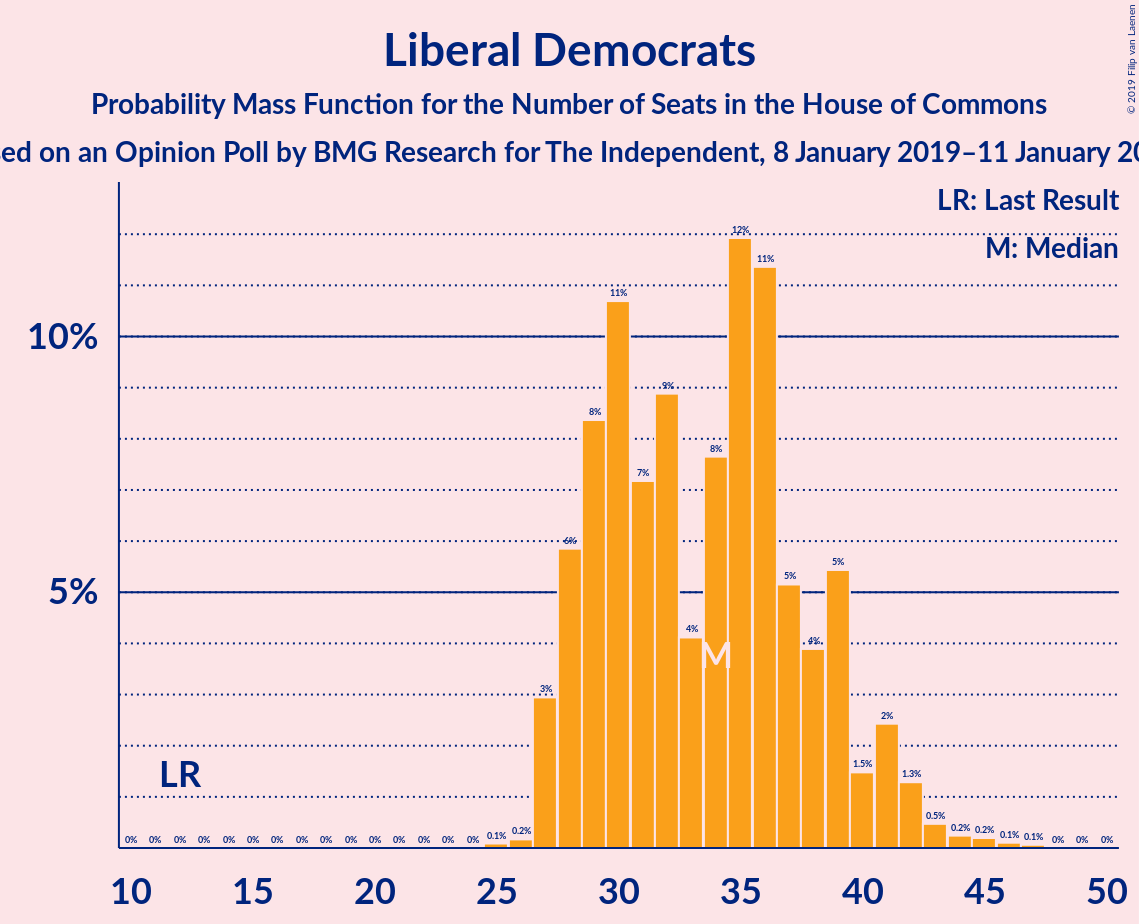 Liberal Democrats
Probability Mass Function for the Number of Seats in the House of Commons
sed on an Opinion Poll by BMG Research for The Independent, 8 January 2019–11 January 20
© 2019 Filip van Laenen
LR: Last Result
M: Median
10%
5%
0% 0% 0% 0% 0% 0% 0% 0% 0% 0% 0% 0% 0% 0% 0% 0.1% 0.2% 3% 6% 8% 11% 7% 9% 4% 8% 12% 11% 5% 4% 5% 1.5% 2% 1.3% 0.5% 0.2% 0.2% 0.1% 0.1% 0% 0% 0%
M
LR
10 15 20 25 30 35 40 45 50